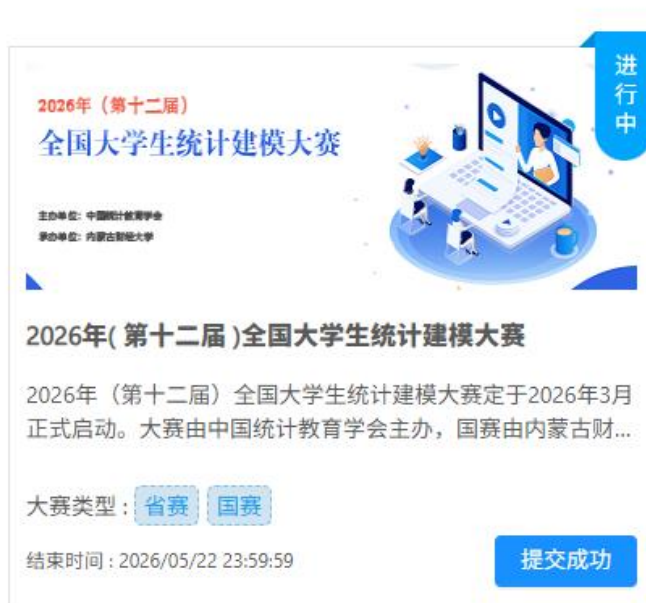 进行中
2026年（第十二届）
全国大学生统计建模大赛
主办单位：中国统计教育学会
承办单位：内蒙古财经大学
2026年( 第十二届 )全国大学生统计建模大赛
2026年（第十二届）全国大学生统计建模大赛定于2026年3月
正式启动。大赛由中国统计教育学会主办，国赛由内蒙古财...
大赛类型 : 省赛 国赛
结束时间 : 2026/05/22 23:59:59
提交成功